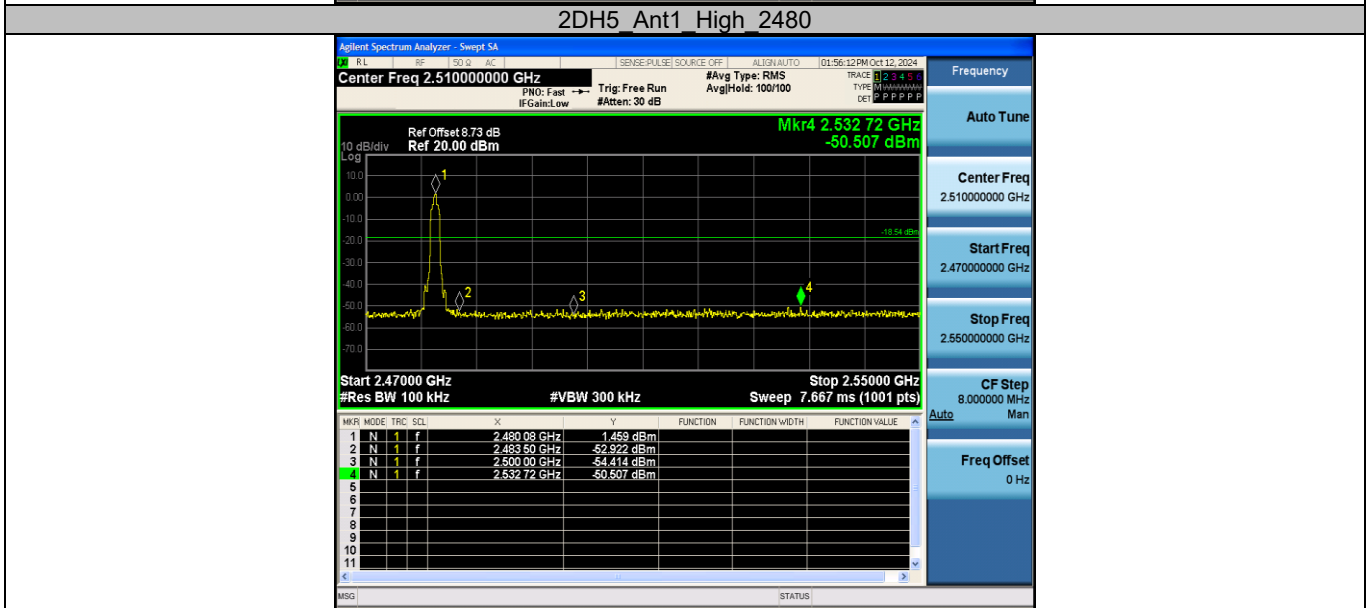 2DH5_Ant1_High_2480
Agilent Spectrum Analyzer - Swept SA
LXI RL RF 50 Ω AC SENSE:PULSE SOURCE OFF ALIGN AUTO 01:56:12 PM Oct 12, 2024
Center Freq 2.510000000 GHz #Avg Type: RMS TRACE 1 2 3 4 5 6
PNO: Fast Trig: Free Run Avg|Hold: 100/100 TYPE M
IFGain:Low #Atten: 30 dB DET P P P P P P
Mkr4 2.532 72 GHz
-50.507 dBm
Ref Offset 8.73 dB
10 dB/div Ref 20.00 dBm
Log
10.0
0.00
-10.0
-20.0
-30.0
-40.0
-50.0
-60.0
-70.0
1
2
3
4
-18.54 dBm
Start 2.47000 GHz Stop 2.55000 GHz
#Res BW 100 kHz #VBW 300 kHz Sweep 7.667 ms (1001 pts)
MKR MODE TRC SCL X Y FUNCTION FUNCTION WIDTH FUNCTION VALUE
1 N 1 f 2.480 08 GHz 1.459 dBm
2 N 1 f 2.483 50 GHz -52.922 dBm
3 N 1 f 2.500 00 GHz -54.414 dBm
4 N 1 f 2.532 72 GHz -50.507 dBm
5
6
7
8
9
10
11
MSG STATUS
Frequency
Auto Tune
Center Freq
2.510000000 GHz
Start Freq
2.470000000 GHz
Stop Freq
2.550000000 GHz
CF Step
8.000000 MHz
Auto Man
Freq Offset
0 Hz